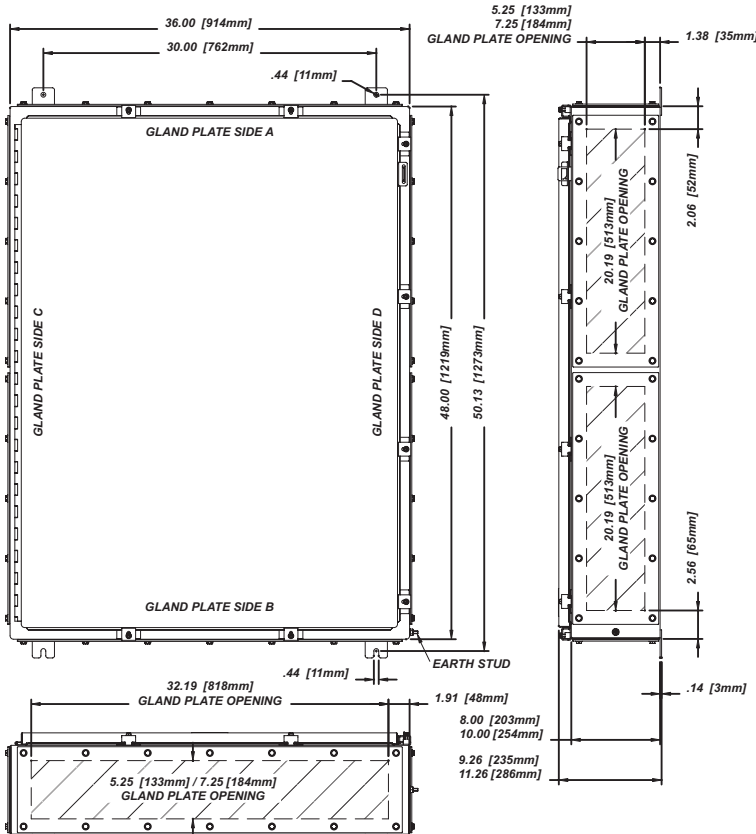 36.00 [914mm]
30.00 [762mm]
.44 [11mm]
GLAND PLATE SIDE A
GLAND PLATE SIDE C
GLAND PLATE SIDE D
48.00 [1219mm]
50.13 [1273mm]
GLAND PLATE SIDE B
EARTH STUD
.44 [11mm]
5.25 [133mm]
7.25 [184mm]
GLAND PLATE OPENING
1.38 [35mm]
2.06 [52mm]
20.19 [513mm]
GLAND PLATE OPENING
20.19 [513mm]
GLAND PLATE OPENING
2.56 [65mm]
.14 [3mm]
8.00 [203mm]
10.00 [254mm]
9.26 [235mm]
11.26 [286mm]
32.19 [818mm]
GLAND PLATE OPENING
1.91 [48mm]
5.25 [133mm] / 7.25 [184mm]
GLAND PLATE OPENING